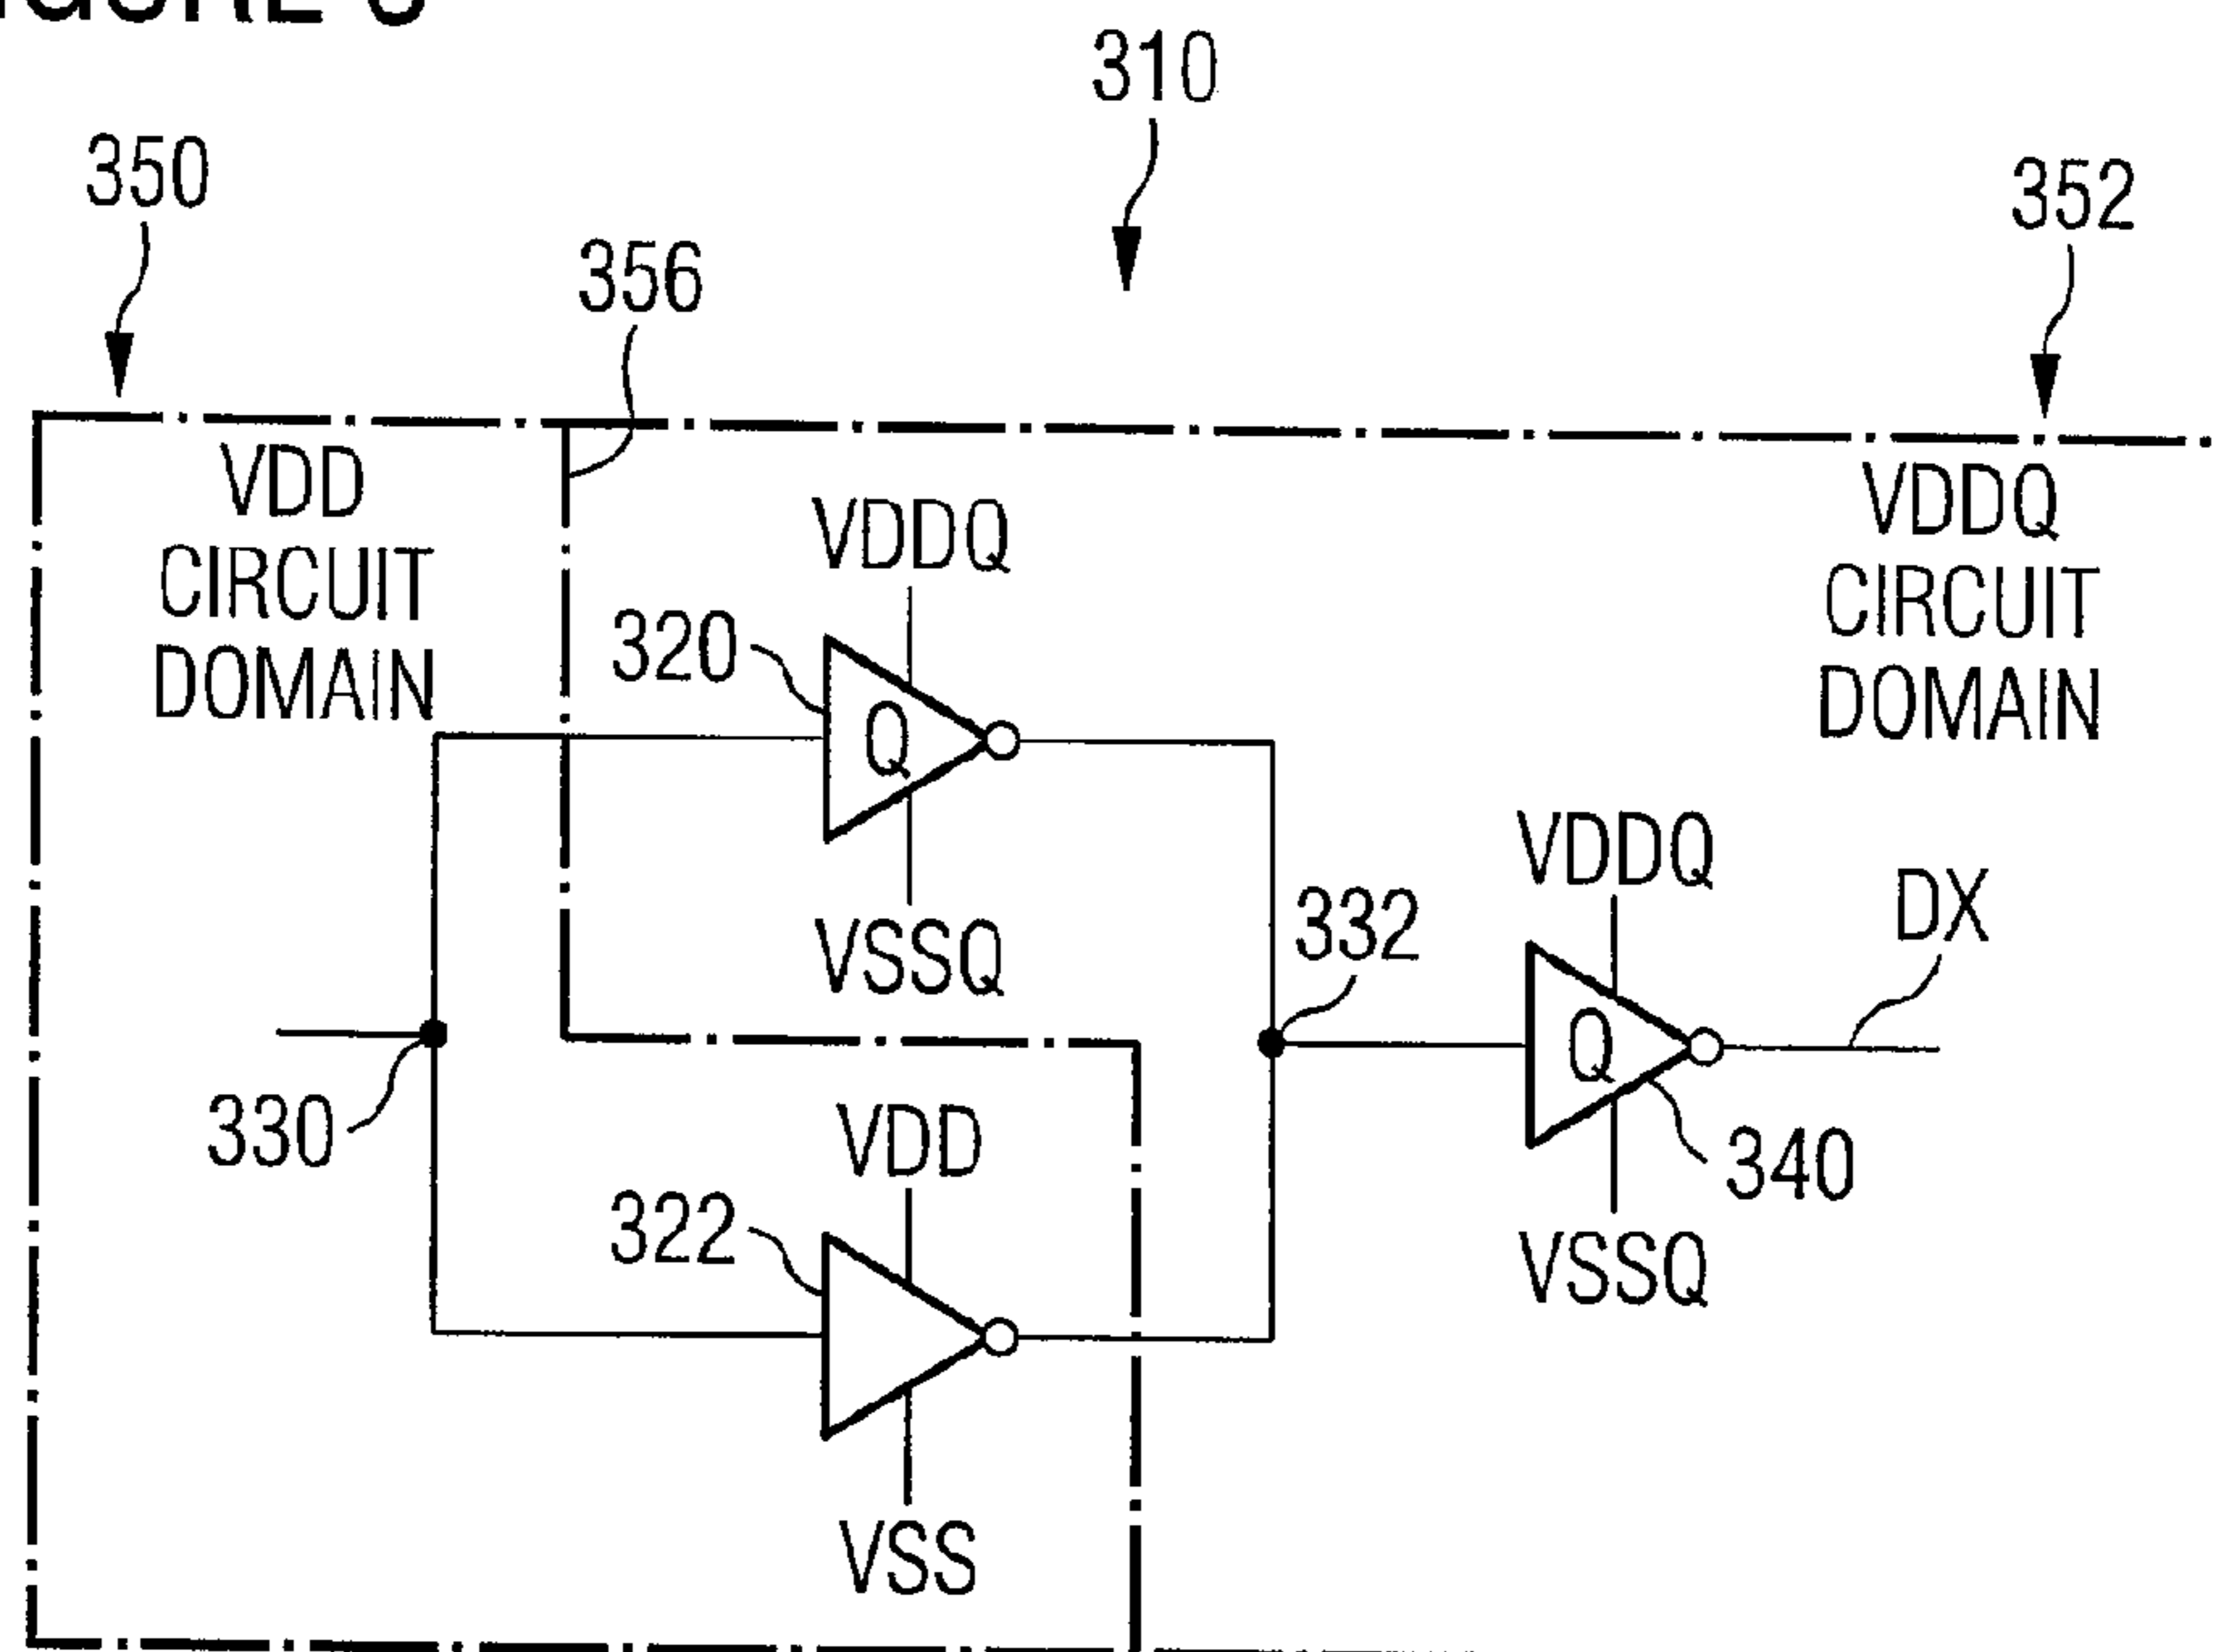 310
350
352
356
VDD
CIRCUIT
DOMAIN
VDDQ
CIRCUIT
DOMAIN
VDDQ
320
Q
VSSQ
332
VDDQ
DX
Q
330
VDD
340
322
VSSQ
VSS